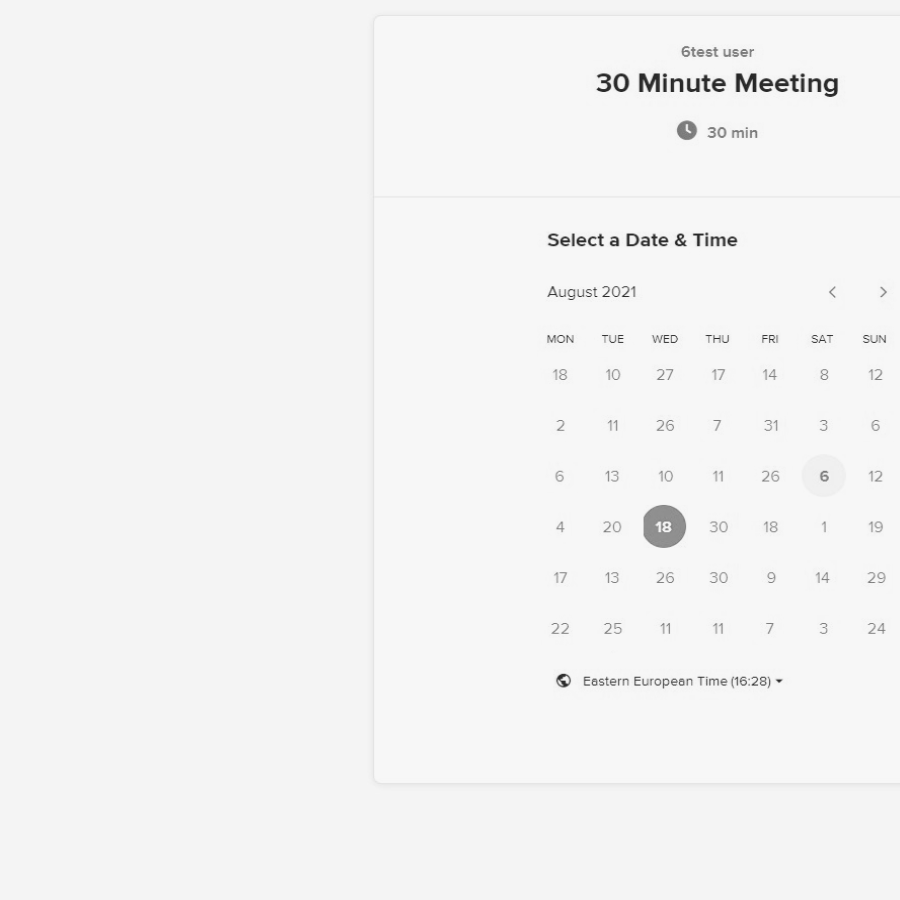 6test user
30 Minute Meeting
30 min
Select a Date & Time
August 2021
MON TUE WED THU FRI SAT SUN
18 10 27 17 14 8 12
2 11 26 7 31 3 6
6 13 10 11 26 6 12
4 20 18 30 18 1 19
17 13 26 30 9 14 29
22 25 11 11 7 3 24
Eastern European Time (16:28)